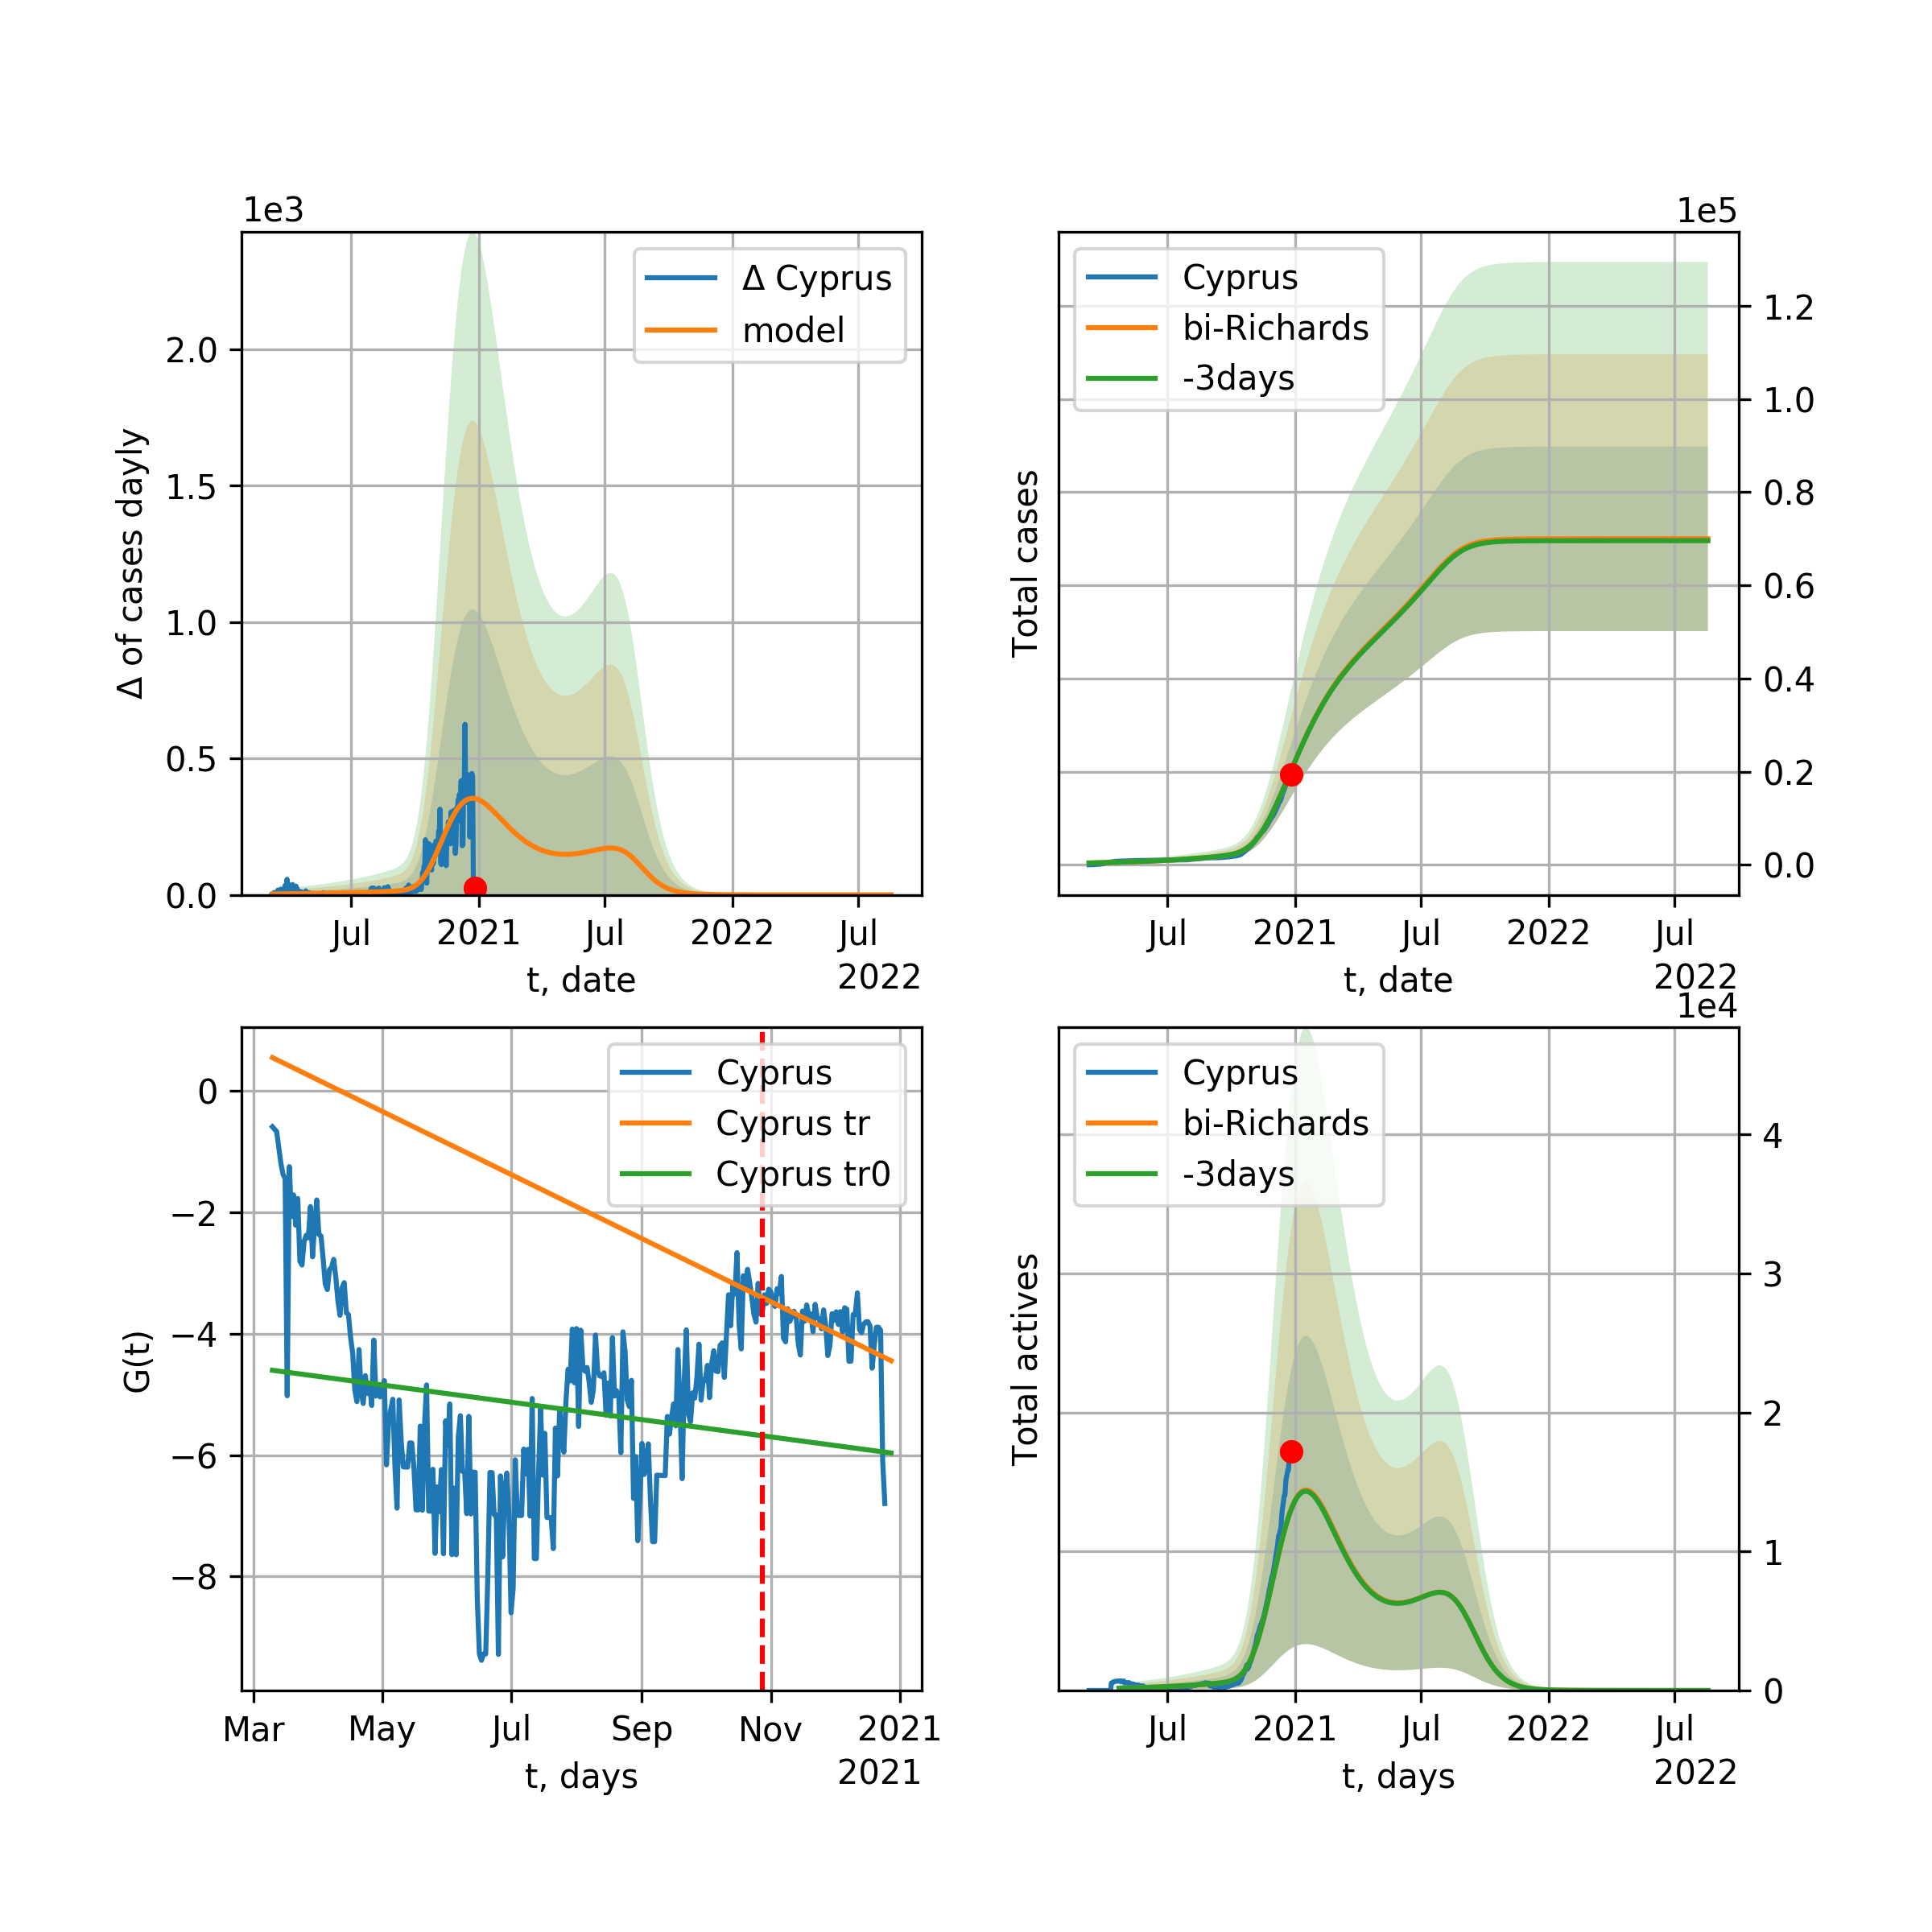 1e3
Δ Cyprus
model
2.0
1.5
1.0
0.5
0.0
Δ of cases dayly
Jul
2021
Jul
2022
Jul
t, date
2022
1e5
Cyprus
bi-Richards
-3days
1.2
1.0
0.8
0.6
0.4
0.2
0.0
Total cases
Jul
2021
Jul
2022
Jul
t, date
2022
Cyprus
Cyprus tr
Cyprus tr0
0
−2
−4
−6
−8
G(t)
Mar
May
Jul
Sep
Nov
2021
t, days
2021
1e4
Cyprus
bi-Richards
-3days
4
3
2
1
0
Total actives
Jul
2021
Jul
2022
Jul
t, days
2022